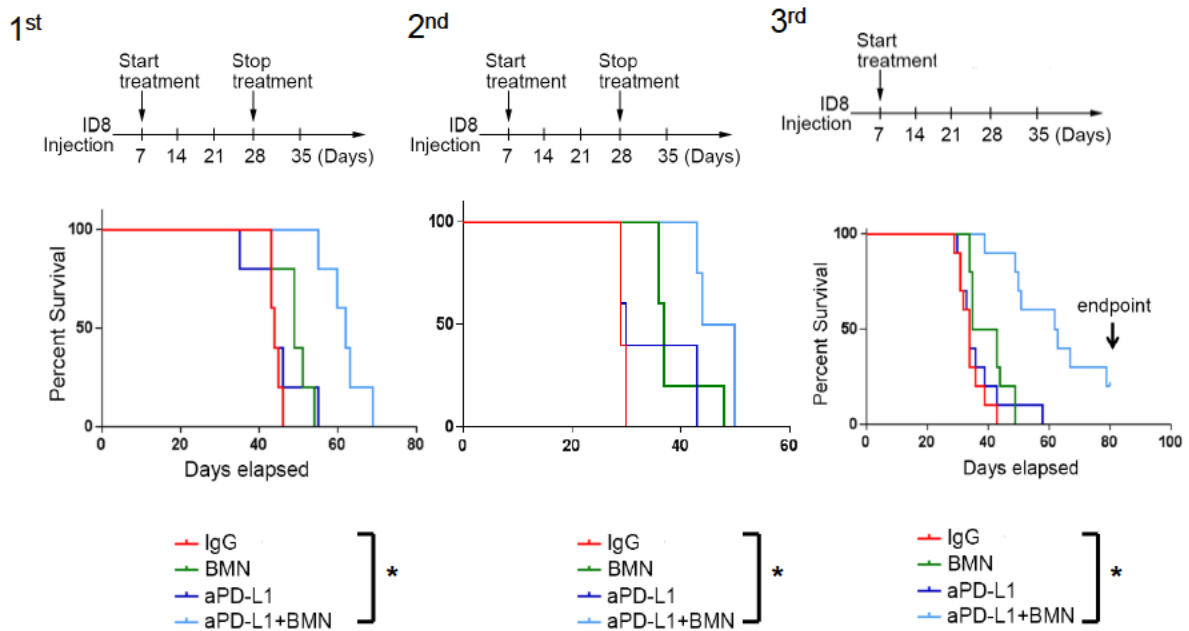 1st
Start
treatment
Stop
treatment
ID8
Injection
7 14 21 28 35 (Days)
100
50
0
Percent Survival
0 20 40 60 80
Days elapsed
IgG
BMN
aPD-L1
aPD-L1+BMN
*
2nd
Start
treatment
Stop
treatment
ID8
Injection
7 14 21 28 35 (Days)
100
50
0
0 20 40 60
Days elapsed
IgG
BMN
aPD-L1
aPD-L1+BMN
*
3rd
Start
treatment
ID8
Injection
7 14 21 28 35 (Days)
100
50
0
Percent Survival
endpoint
0 20 40 60 80 100
Days elapsed
IgG
BMN
aPD-L1
aPD-L1+BMN
*